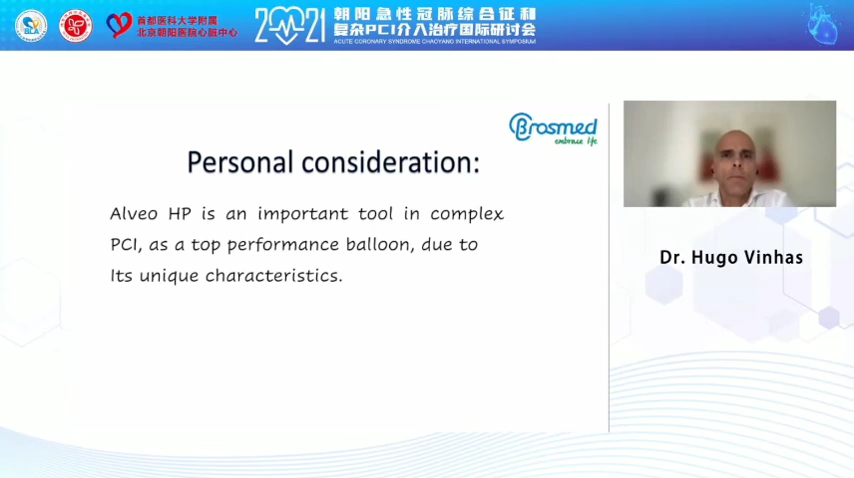 BLA
首都医科大学附属
北京朝阳医院心脏中心
2021
朝阳急性冠脉综合征和
复杂PCI介入治疗国际研讨会
ACUTE CORONARY SYNDROME CHAOYANG INTERNATIONAL SYMPOSIUM
Brosmed
embrace life
Personal consideration:
Alveo HP is an important tool in complex
PCI, as a top performance balloon, due to
Its unique characteristics.
Dr. Hugo Vinhas